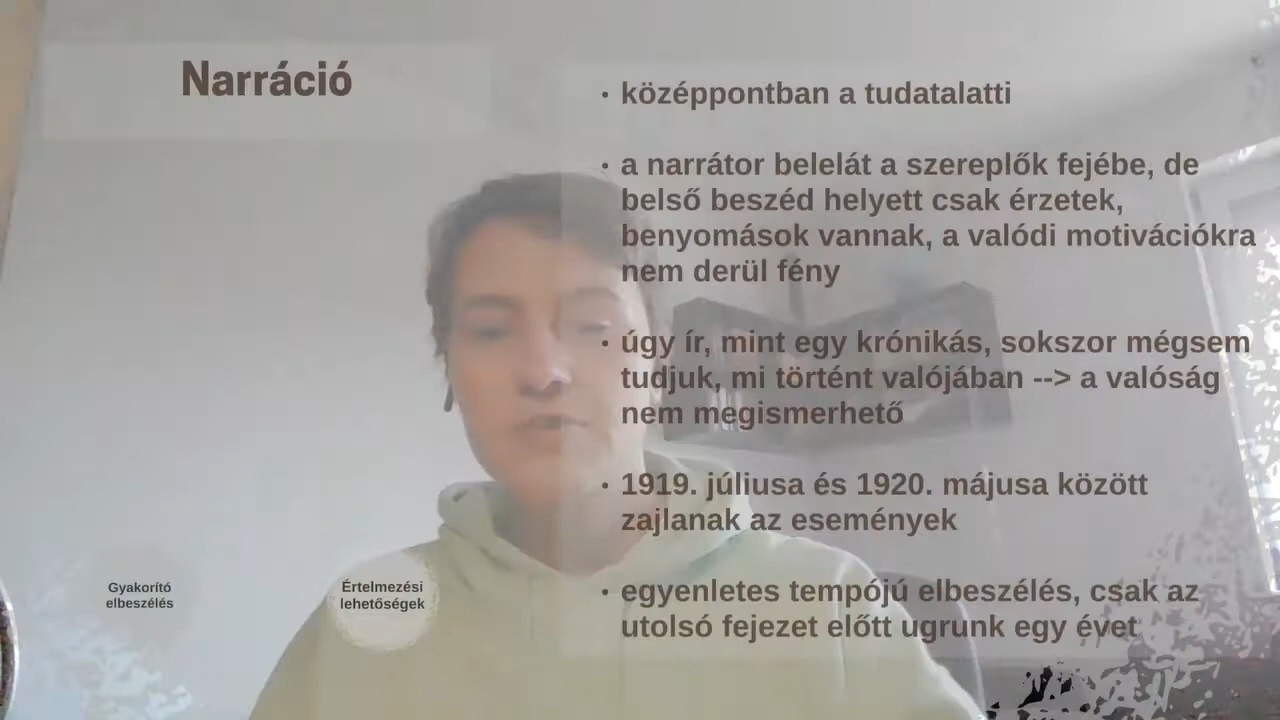 Narráció
• középpontban a tudatalatti
• a narrátor belelát a szereplők fejébe, de
belső beszéd helyett csak érzetek,
benyomások vannak, a valódi motivációkra
nem derül fény
• úgy ír, mint egy krónikás, sokszor mégsem
tudjuk, mi történt valójában --> a valóság
nem megismerhető
• 1919. júliusa és 1920. májusa között
zajlanak az események
• egyenletes tempójú elbeszélés, csak az
utolsó fejezet előtt ugrunk egy évet
Gyakorító
elbeszélés
Értelmezési
lehetőségek